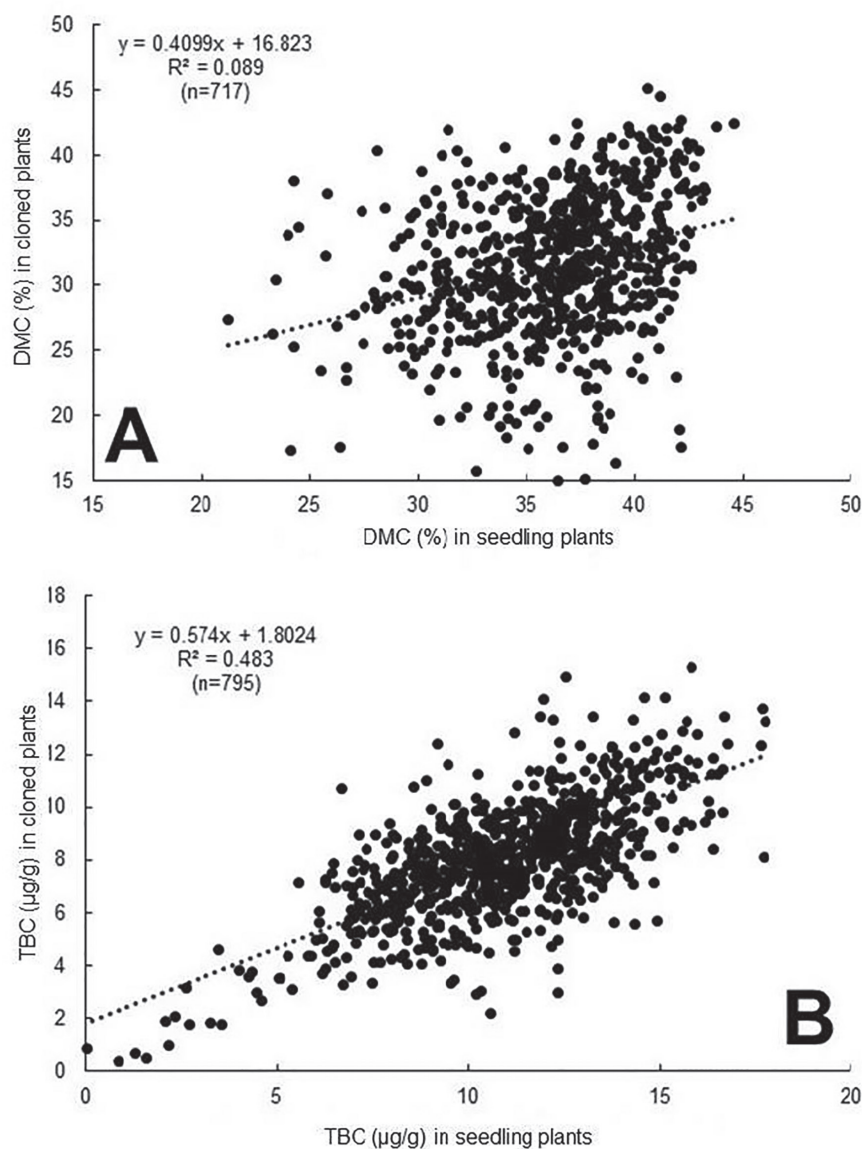 50
45
40
35
30
25
20
15
y = 0.4099x + 16.823
R² = 0.089
(n=717)
DMC (%) in cloned plants
A
15 20 25 30 35 40 45 50
DMC (%) in seedling plants
18
16
14
12
10
8
6
4
2
0
y = 0.574x + 1.8024
R² = 0.483
(n=795)
TBC (µg/g) in cloned plants
B
0 5 10 15 20
TBC (µg/g) in seedling plants